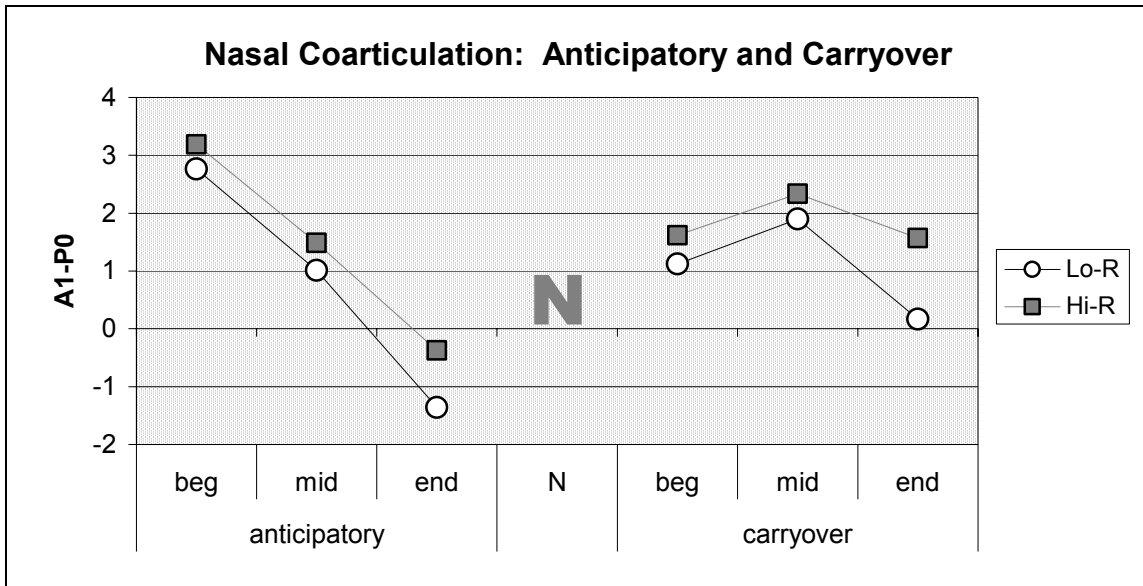 Nasal Coarticulation: Anticipatory and Carryover
4
3
2
1
0
-1
-2
A1-P0
N
Lo-R
Hi-R
beg mid end N beg mid end
anticipatory carryover